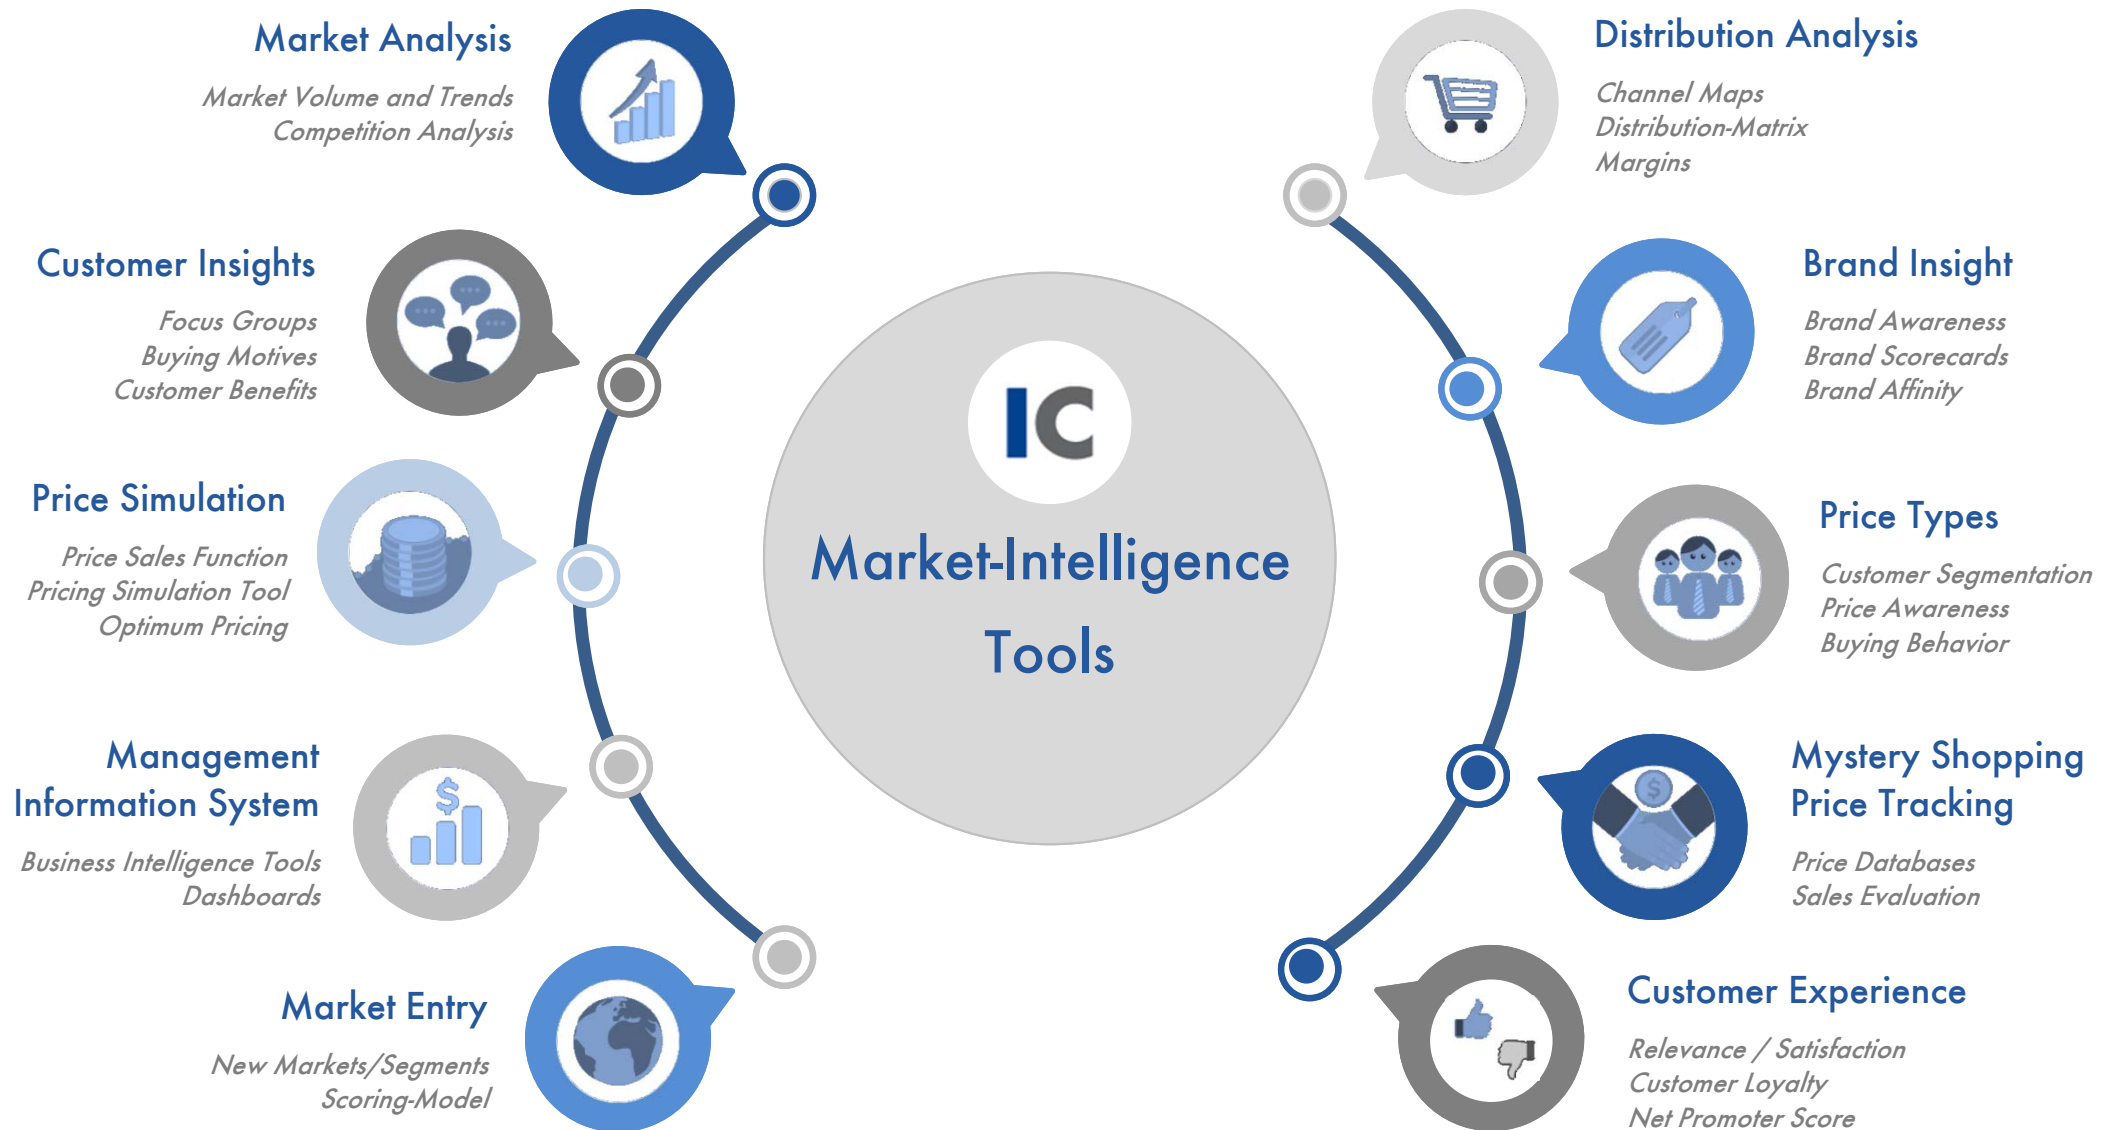 Market Analysis
Market Volume and Trends
Competition Analysis
Customer Insights
Focus Groups
Buying Motives
Customer Benefits
Price Simulation
Price Sales Function
Pricing Simulation Tool
Optimum Pricing
Management
Information System
$
Business Intelligence Tools
Dashboards
Market Entry
New Markets/Segments
Scoring-Model
IC
Market-Intelligence
Tools
Distribution Analysis
Channel Maps
Distribution-Matrix
Margins
Brand Insight
Brand Awareness
Brand Scorecards
Brand Affinity
Price Types
Customer Segmentation
Price Awareness
Buying Behavior
Mystery Shopping
Price Tracking
$
Price Databases
Sales Evaluation
Customer Experience
Relevance / Satisfaction
Customer Loyalty
Net Promoter Score